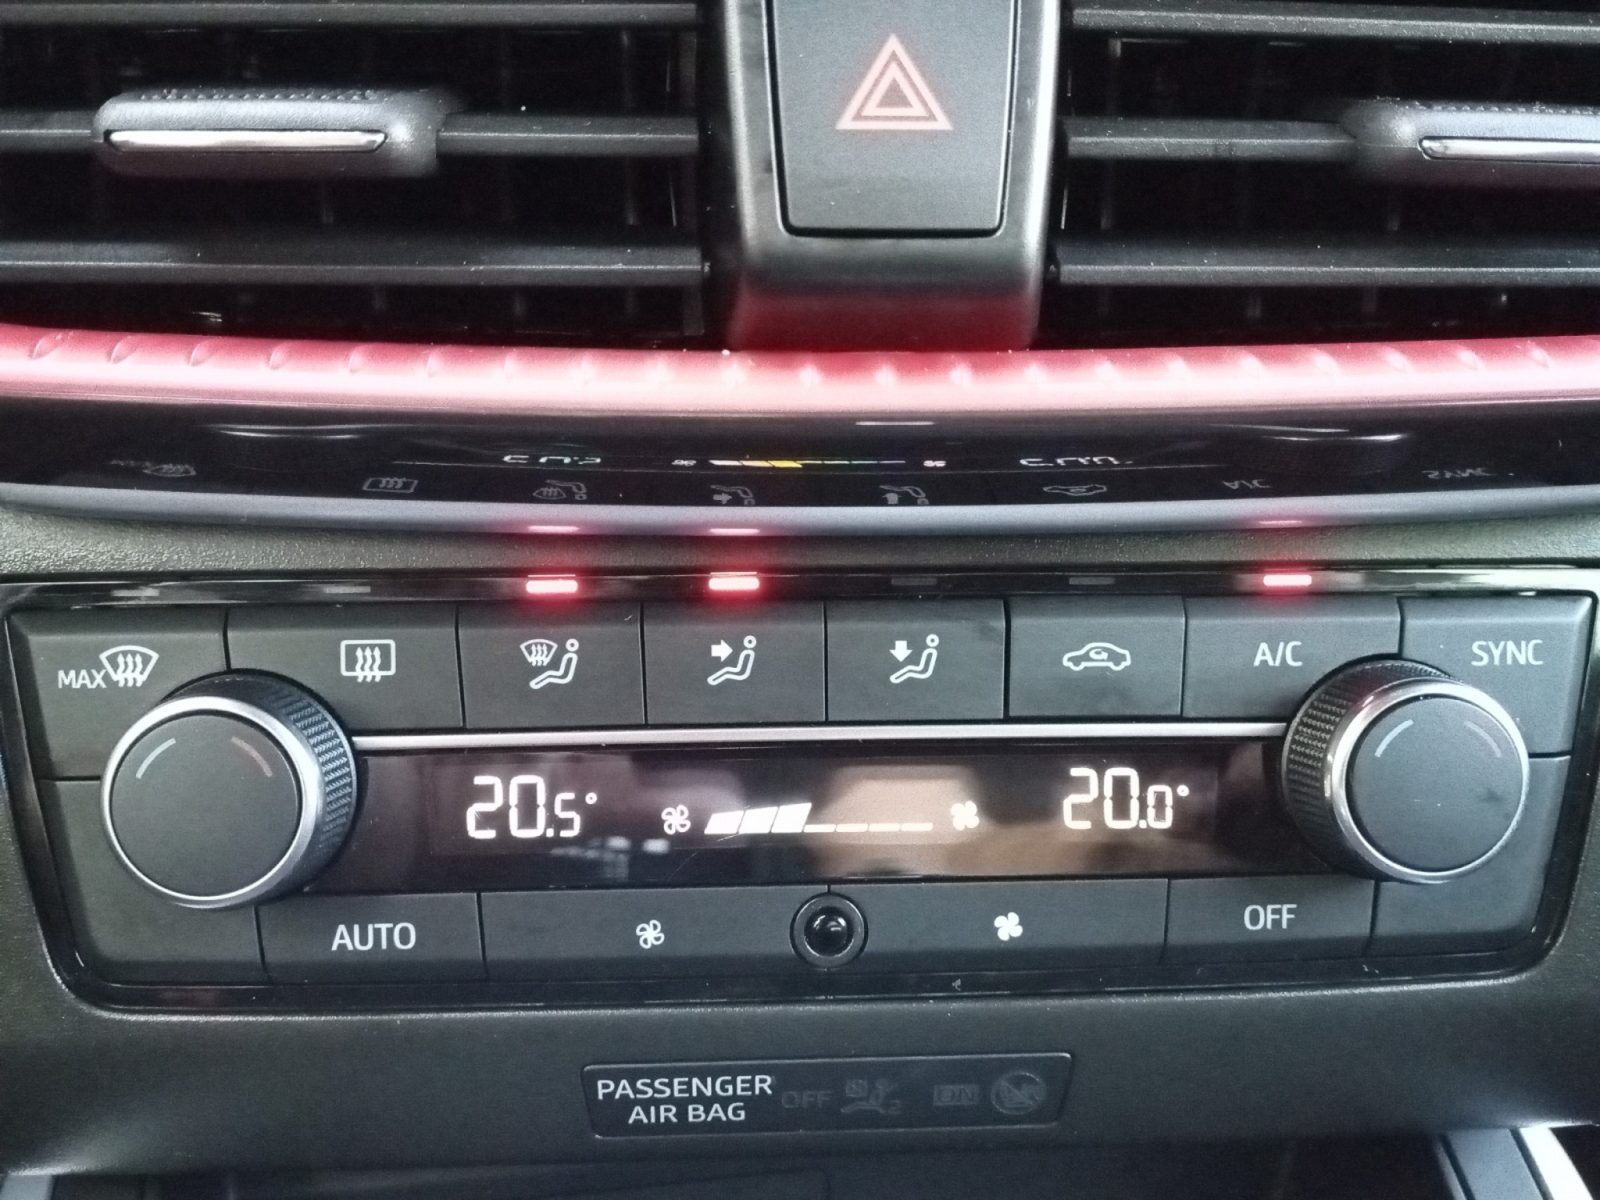 MAX
A/C
SYNC
20.5°
20.0°
AUTO
OFF
PASSENGER
AIR BAG
OFF
ON